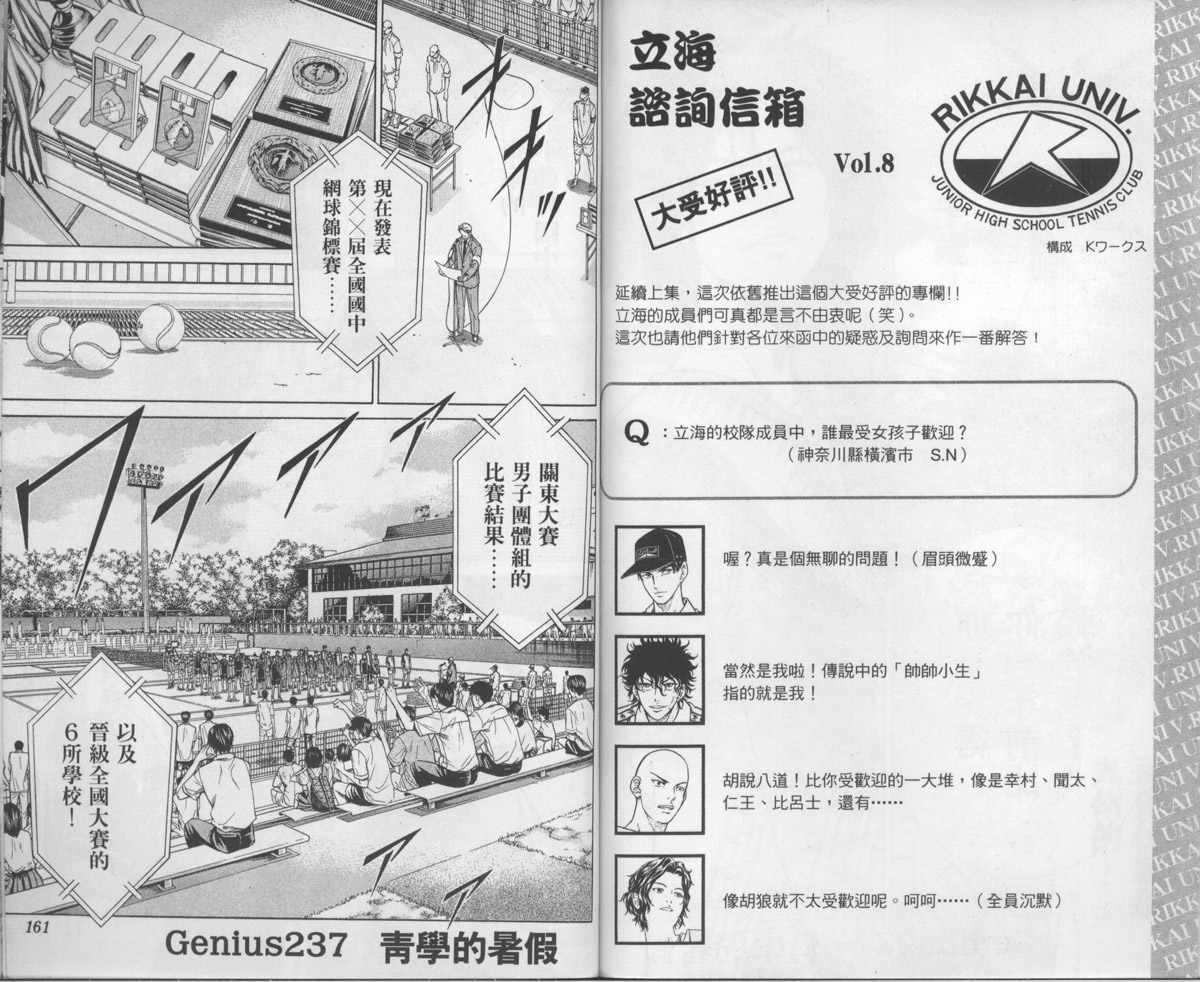 立海
諮詢信箱
大受好評!!
Vol.8
RIKKAI UNIV.
JUNIOR HIGH SCHOOL TENNIS CLUB
構成　Kワークス
延續上集，這次依舊推出這個大受好評的專欄!!
立海的成員們可真都是言不由衷呢（笑）。
這次也請他們針對各位來函中的疑惑及詢問來作一番解答！
Q：立海的校隊成員中，誰最受女孩子歡迎？
（神奈川縣橫濱市　S.N）
喔？真是個無聊的問題！（眉頭微蹙）
當然是我啦！傳說中的「帥帥小生」
指的就是我！
胡說八道！比你受歡迎的一大堆，像是幸村、聞太、
仁王、比呂士，還有……
像胡狼就不太受歡迎呢。呵呵……（全員沉默）
現在發表
第××屆全國國中
網球錦標賽……
關東大賽
男子團體組的
比賽結果……
以及
晉級全國大賽的
6所學校！
161
Genius237　青學的暑假